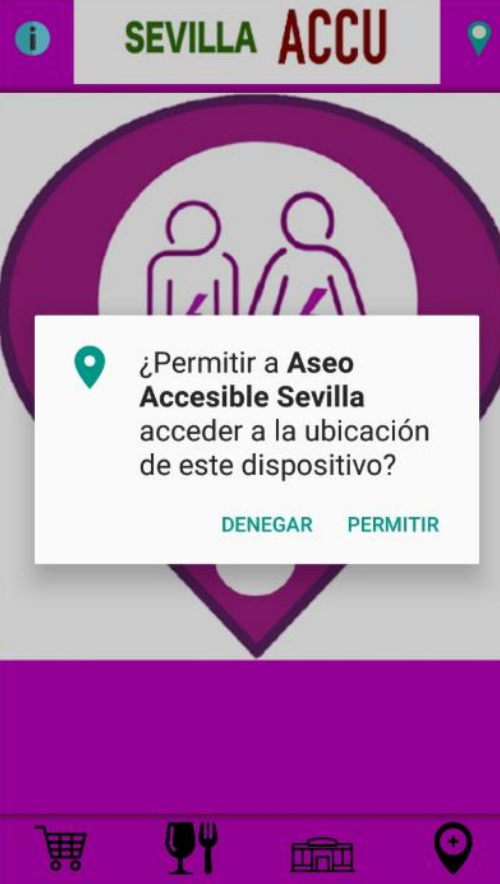 SEVILLA ACCU
¿Permitir a Aseo
Accesible Sevilla
acceder a la ubicación
de este dispositivo?
DENEGAR PERMITIR